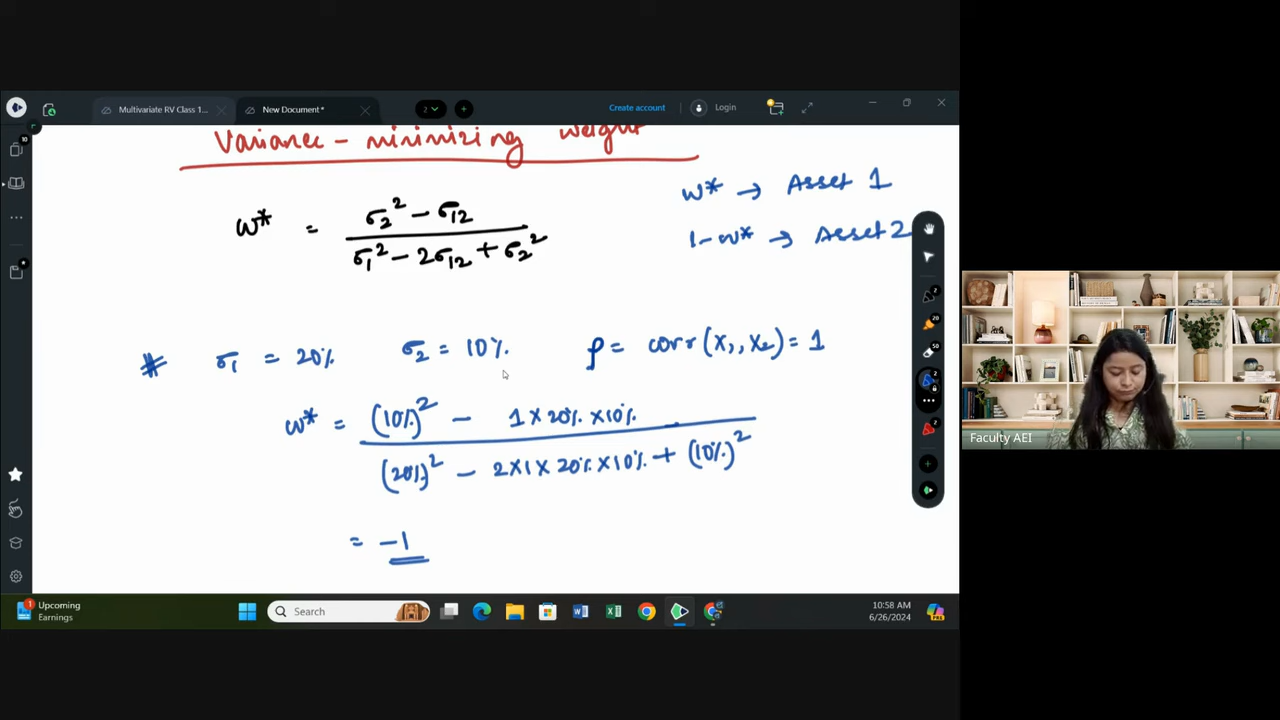 Multivariate RV Class 1...
New Document*
2
Create account
Login
Variance - minimizing weight
w* = (σ₂² - σ₁₂) / (σ₁² - 2σ₁₂ + σ₂²)
w* → Asset 1
1-w* → Asset 2
# σ₁ = 20% σ₂ = 10% ρ = corr(X₁, X₂) = 1
w* = ((10%)² - 1 × 20% × 10%) / ((20%)² - 2×1× 20% × 10% + (10%)²)
= -1
Faculty AEI
Upcoming
Earnings
Search
10:58 AM
6/26/2024